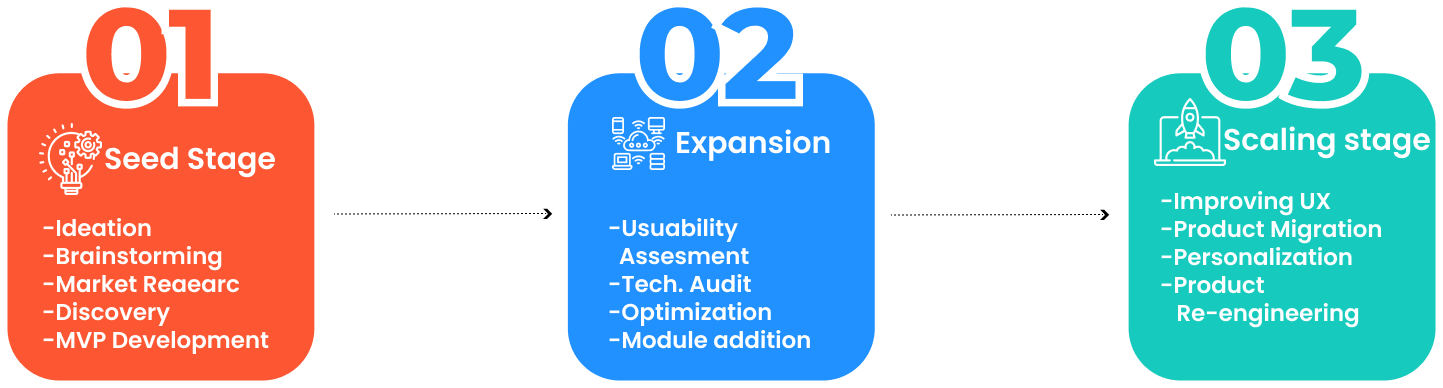 01
Seed Stage
-Ideation
-Brainstorming
-Market Reaearc
-Discovery
-MVP Development
02
Expansion
-Usuability
Assesment
-Tech. Audit
-Optimization
-Module addition
03
Scaling stage
-Improving UX
-Product Migration
-Personalization
-Product
Re-engineering